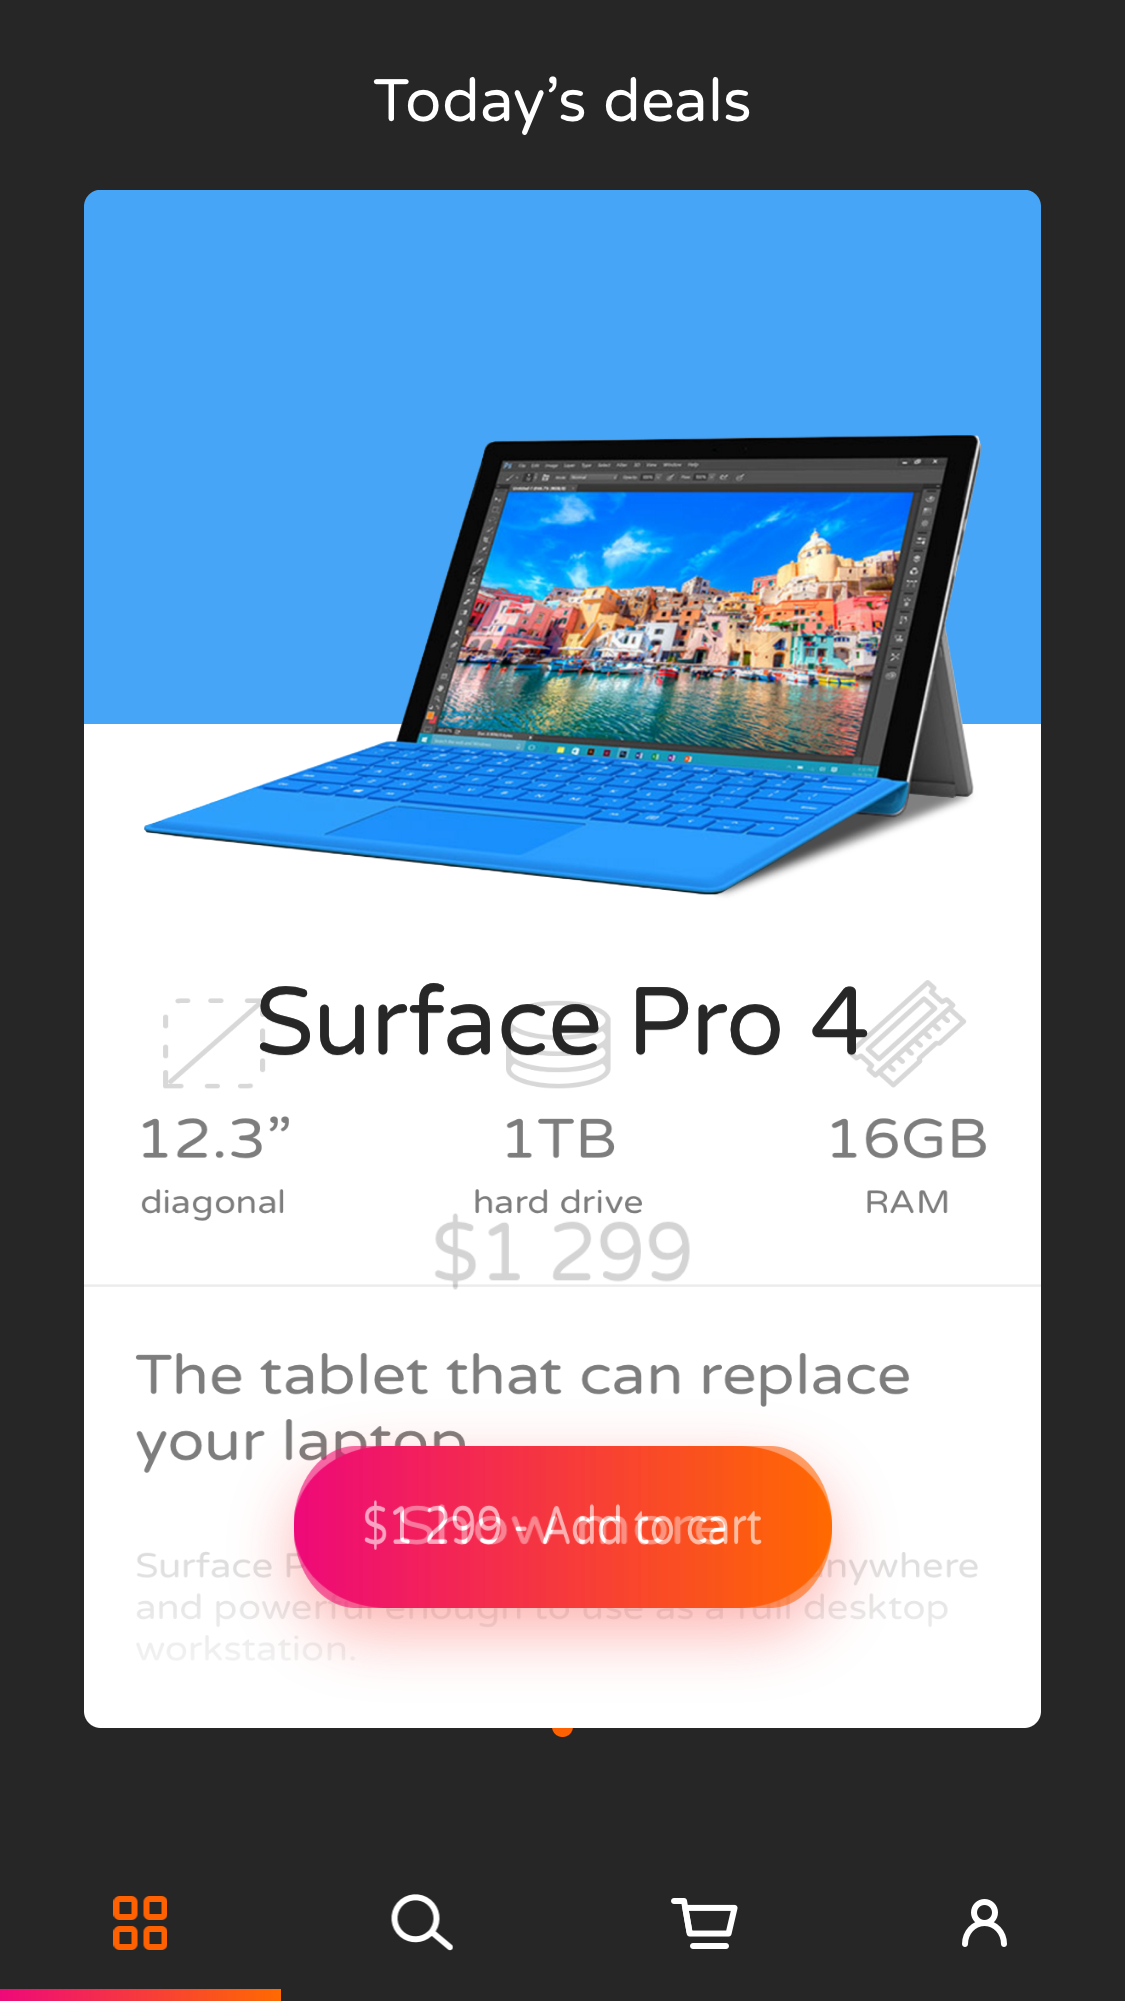 Today’s deals
Surface Pro 4
12.3” 1TB 16GB
diagonal hard drive RAM
$1 299
The tablet that can replace
your laptop
$1 299 - Add to cart
Show more
Surface nywhere
and powerful enough to use as a full desktop
workstation.